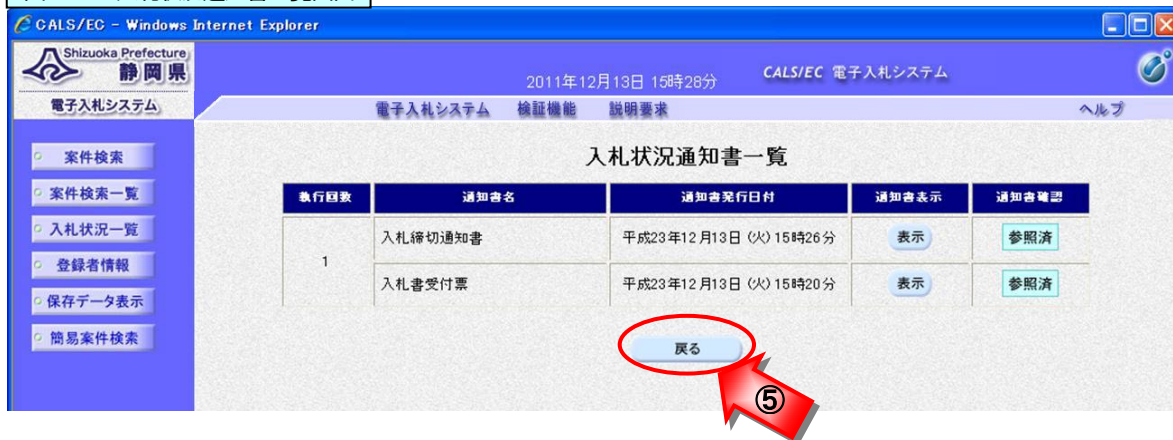 CALS/EC - Windows Internet Explorer
Shizuoka Prefecture
静岡県
電子入札システム
2011年12月13日 15時28分
CALS/EC 電子入札システム
電子入札システム 検証機能 説明要求 ヘルプ
案件検索
案件検索一覧
入札状況一覧
登録者情報
保存データ表示
簡易案件検索
入札状況通知書一覧
執行回数 通知書名 通知書発行日付 通知書表示 通知書確認
1
入札締切通知書 平成23年12月13日 (火) 15時26分 表示 参照済
入札書受付票 平成23年12月13日 (火) 15時20分 表示 参照済
戻る
⑤